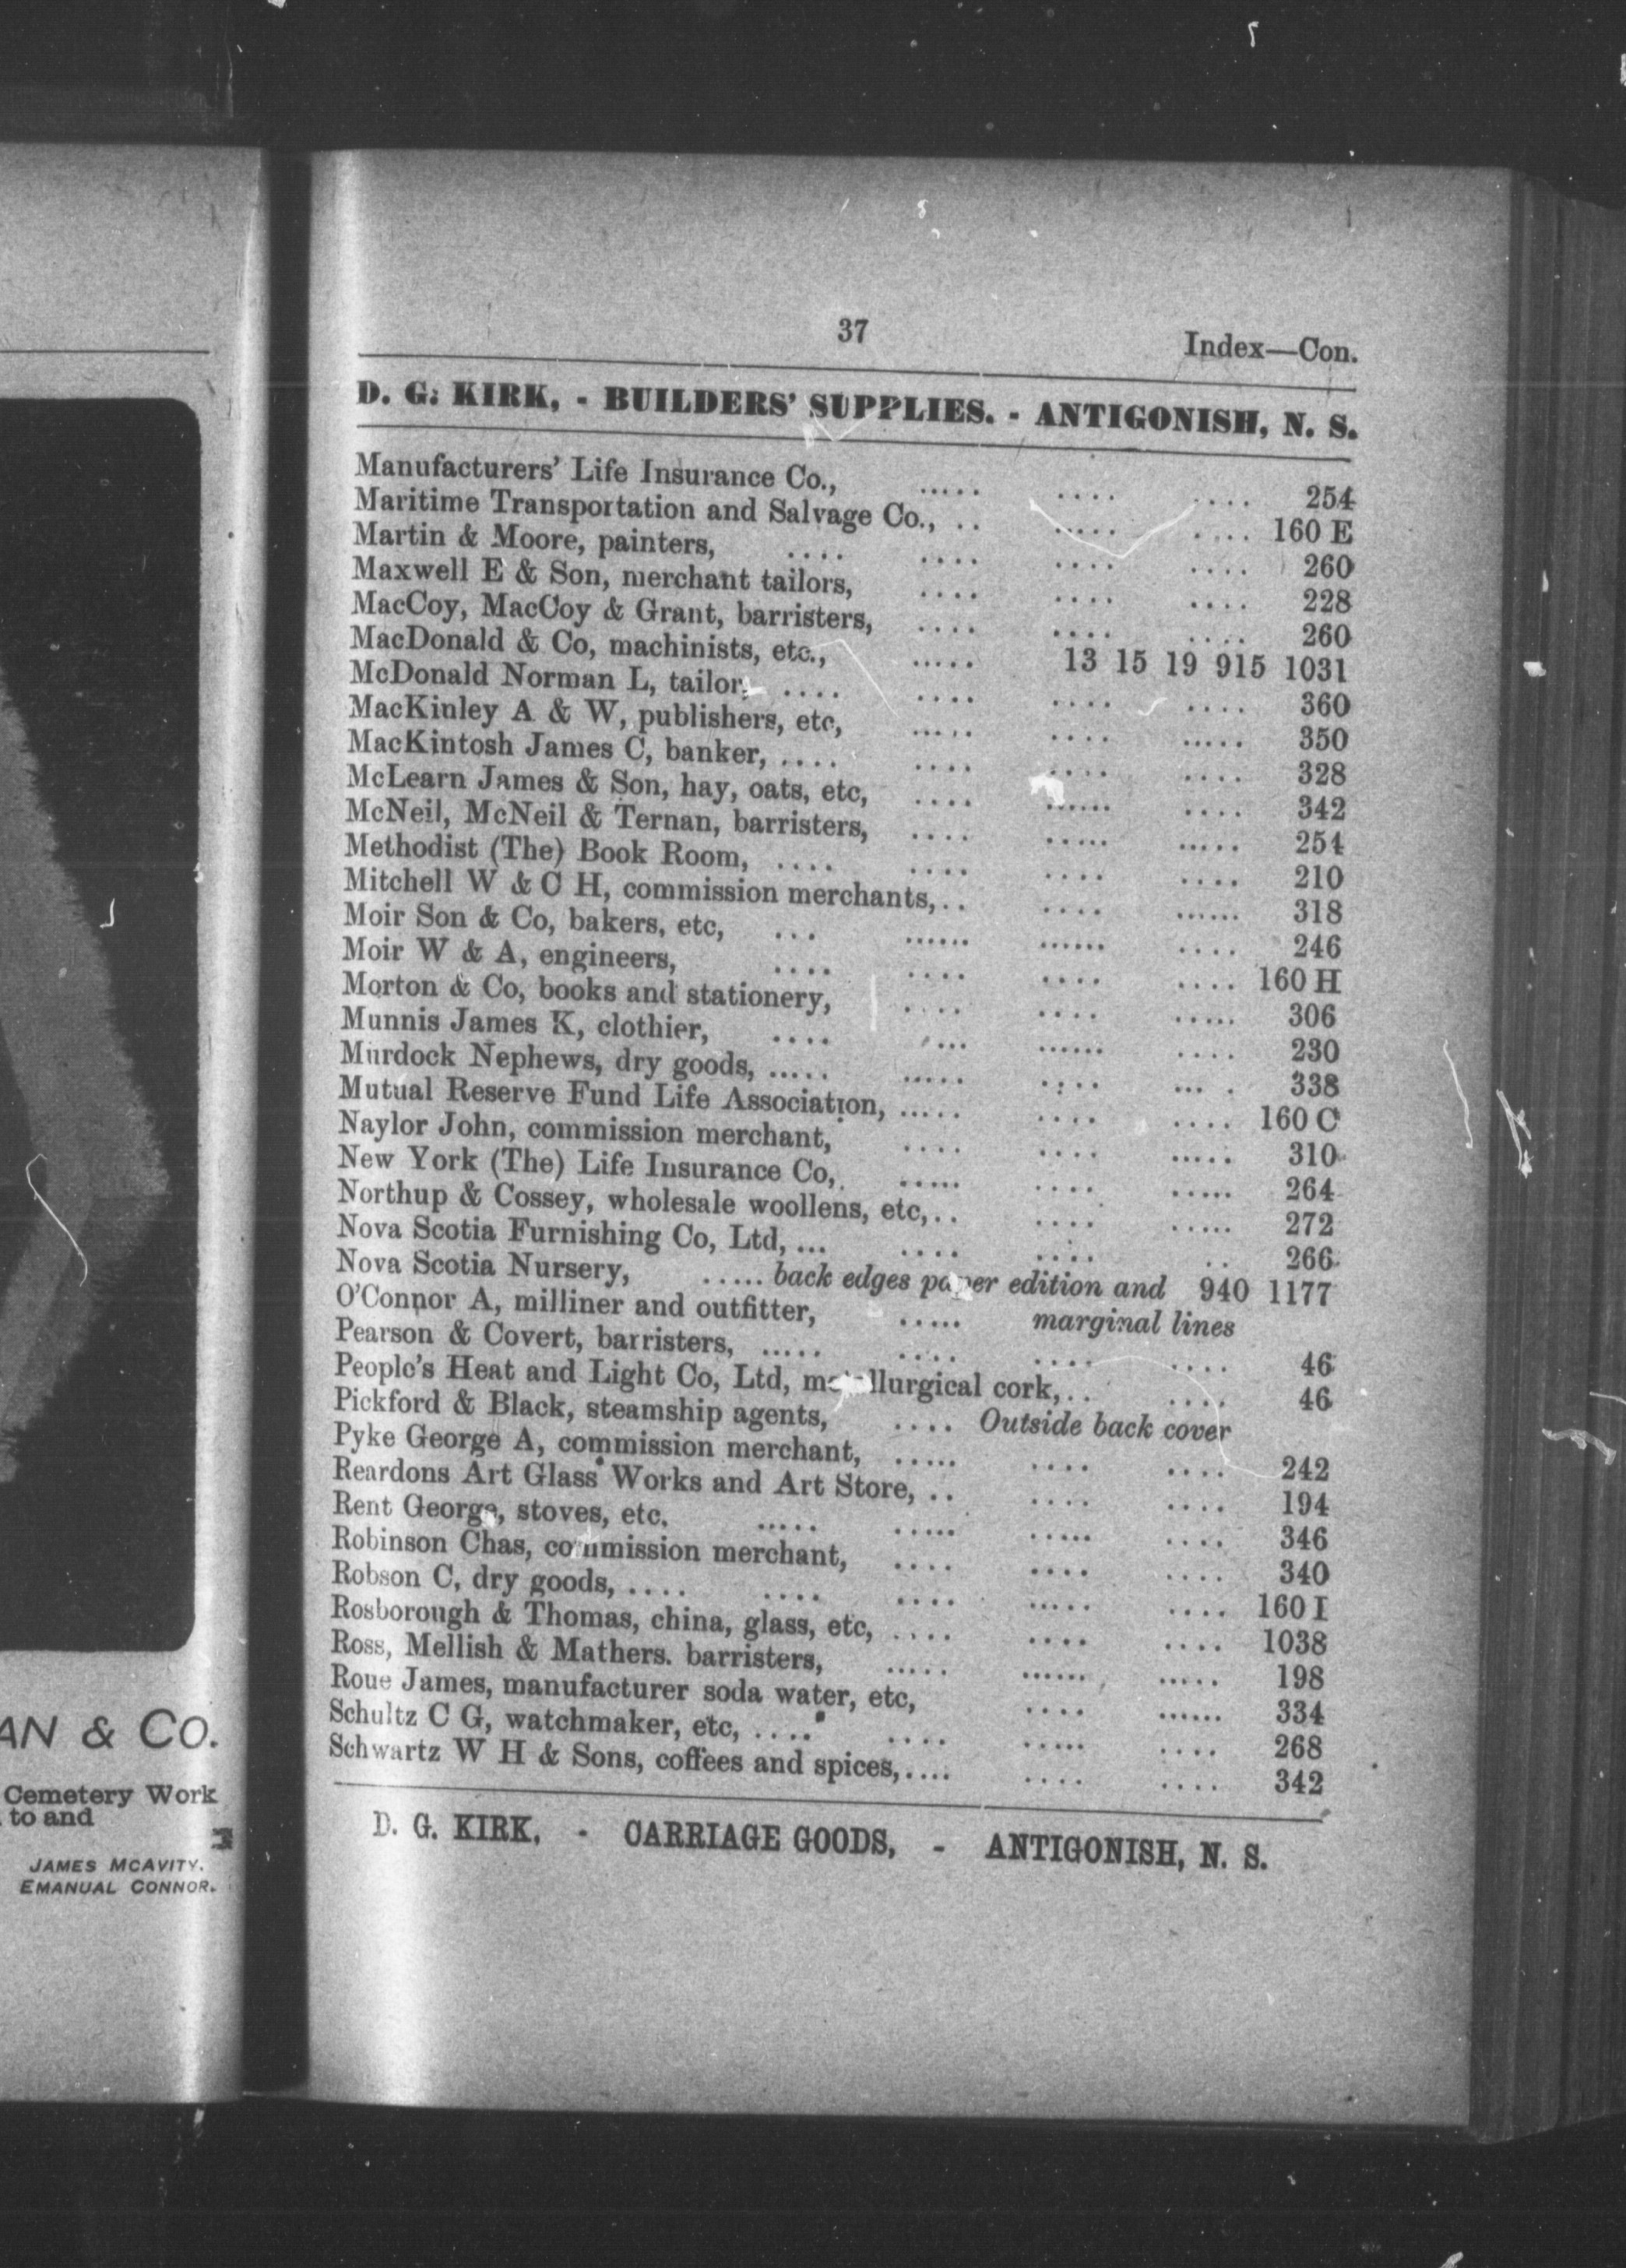 AN & CO.
Cemetery Work
to and
JAMES MCAVITY.
EMANUAL CONNOR.
37
Index—Con.
D. G. KIRK, - BUILDERS' SUPPLIES. - ANTIGONISH, N. S.
Manufacturers' Life Insurance Co., ..... .... .... 254
Maritime Transportation and Salvage Co., .. ..... .... 160 E
Martin & Moore, painters, .... .... .... .... 260
Maxwell E & Son, merchant tailors, .... .... .... 228
MacCoy, MacCoy & Grant, barristers, .... .... .... 260
MacDonald & Co, machinists, etc., ..... 13 15 19 915 1031
McDonald Norman L, tailor, .... .... .... .... 360
MacKinley A & W, publishers, etc, ..... .... ..... 350
MacKintosh James C, banker, .... .... .... .... 328
McLearn James & Son, hay, oats, etc, .... ...... .... 342
McNeil, McNeil & Ternan, barristers, .... ..... ..... 254
Methodist (The) Book Room, .... .... .... .... 210
Mitchell W & C H, commission merchants,.. .... ...... 318
Moir Son & Co, bakers, etc, ... ...... ...... .... 246
Moir W & A, engineers, .... .... .... .... 160 H
Morton & Co, books and stationery, .... .... ..... 306
Munnis James K, clothier, .... .... ...... .... 230
Murdock Nephews, dry goods, ..... ..... .... ... . 338
Mutual Reserve Fund Life Association, ..... .... .... 160 C
Naylor John, commission merchant, .... .... ..... 310
New York (The) Life Insurance Co, ..... .... ..... 264
Northup & Cossey, wholesale woollens, etc,.. .... ..... 272
Nova Scotia Furnishing Co, Ltd, ... .... .... .. 266
Nova Scotia Nursery, ..... back edges paper edition and 940 1177
O'Connor A, milliner and outfitter, ..... marginal lines
Pearson & Covert, barristers, ..... .... .... .... 46
People's Heat and Light Co, Ltd, metallurgical cork,.. .... 46
Pickford & Black, steamship agents, .... Outside back cover
Pyke George A, commission merchant, ..... .... .... 242
Reardons Art Glass Works and Art Store, .. .... .... 194
Rent George, stoves, etc. ..... ..... ..... .... 346
Robinson Chas, commission merchant, .... .... .... 340
Robson C, dry goods, .... .... .... ..... .... 160 I
Rosborough & Thomas, china, glass, etc, .... .... .... 1038
Ross, Mellish & Mathers. barristers, ..... ...... ..... 198
Roue James, manufacturer soda water, etc, .... ...... 334
Schultz C G, watchmaker, etc, .... .... ..... .... 268
Schwartz W H & Sons, coffees and spices,.... .... .... 342
D. G. KIRK, - CARRIAGE GOODS, - ANTIGONISH, N. S.